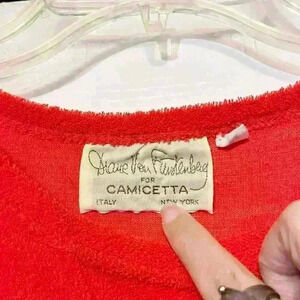 Diane Von Furstenberg
FOR
CAMICETTA
ITALY NEW YORK